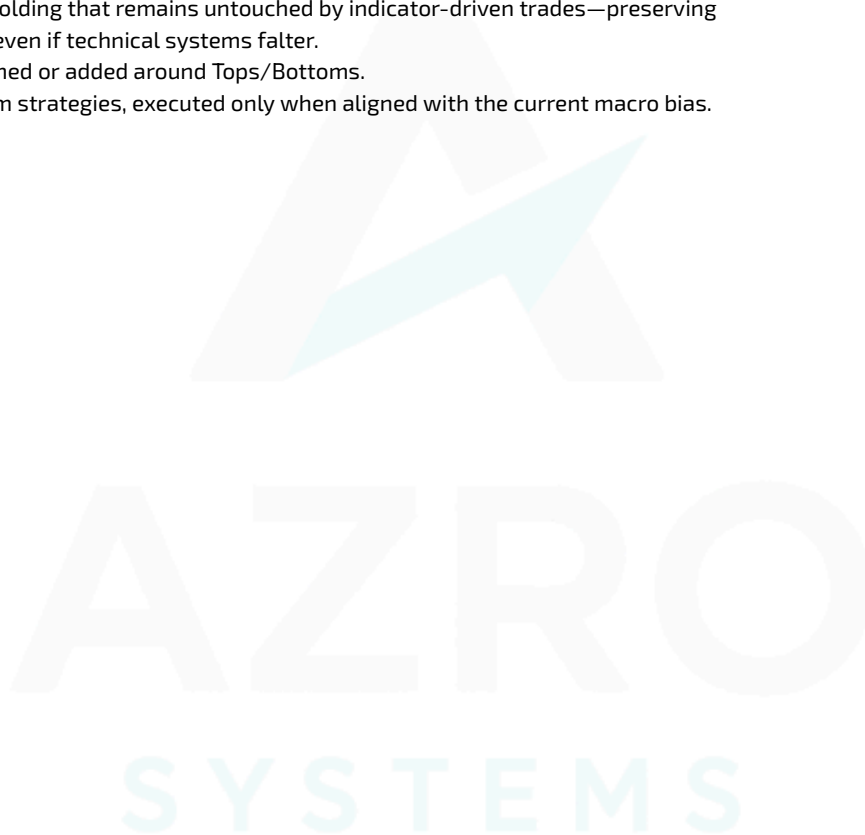 olding that remains untouched by indicator-driven trades—preserving
even if technical systems falter.
ned or added around Tops/Bottoms.
m strategies, executed only when aligned with the current macro bias.
AZRO
SYSTEMS